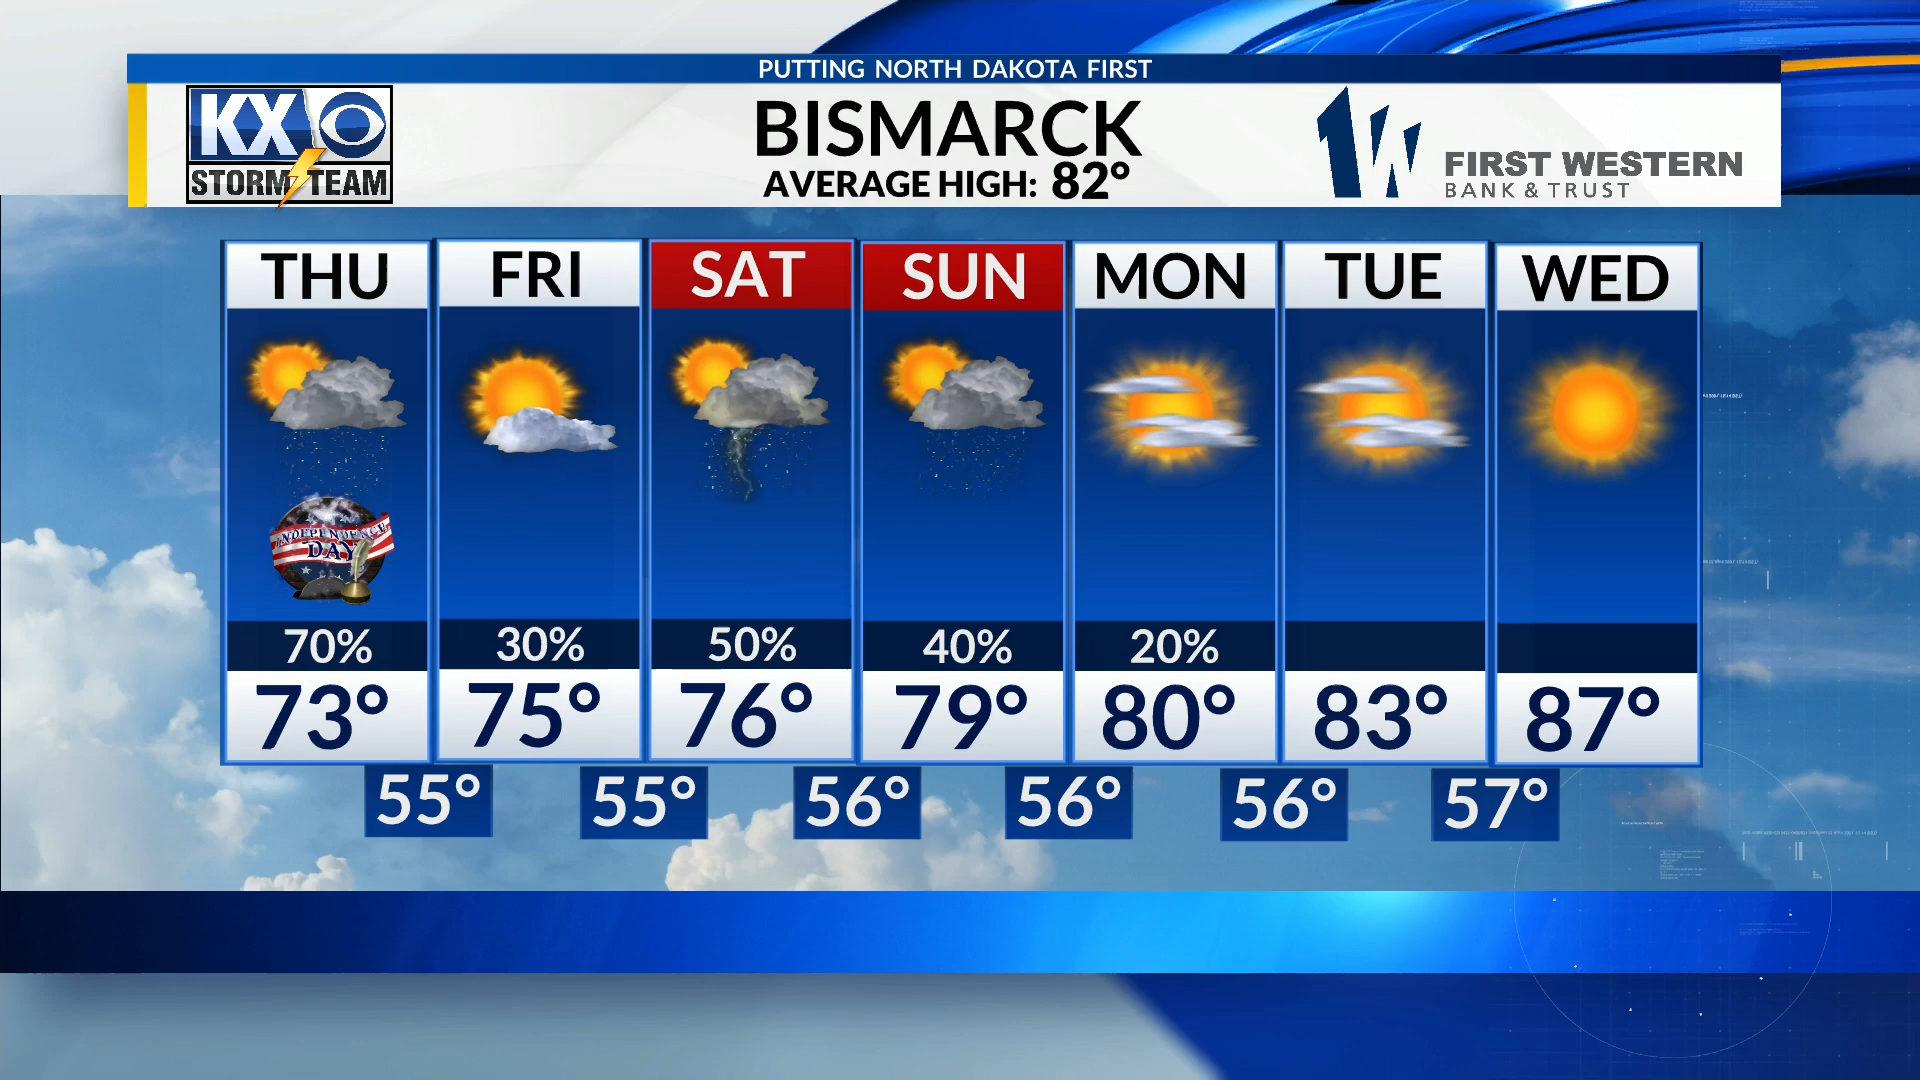 PUTTING NORTH DAKOTA FIRST
KX
STORM TEAM
BISMARCK
AVERAGE HIGH: 82°
1W
FIRST WESTERN
BANK & TRUST
THU FRI SAT SUN MON TUE WED
INDEPENDENCE
DAY
70% 30% 50% 40% 20%
73° 75° 76° 79° 80° 83° 87°
55° 55° 56° 56° 56° 57°